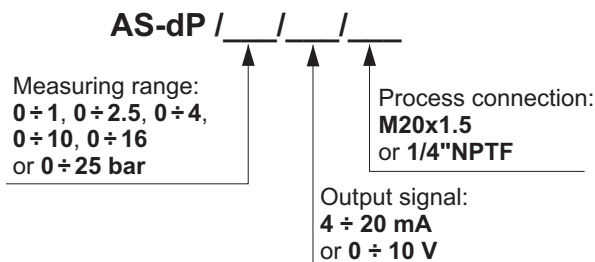 AS-dP /___/___/___
Measuring range:
0÷1, 0÷2.5, 0÷4,
0÷10, 0÷16
or 0÷25 bar
Process connection:
M20x1.5
or 1/4"NPTF
Output signal:
4 ÷ 20 mA
or 0 ÷ 10 V